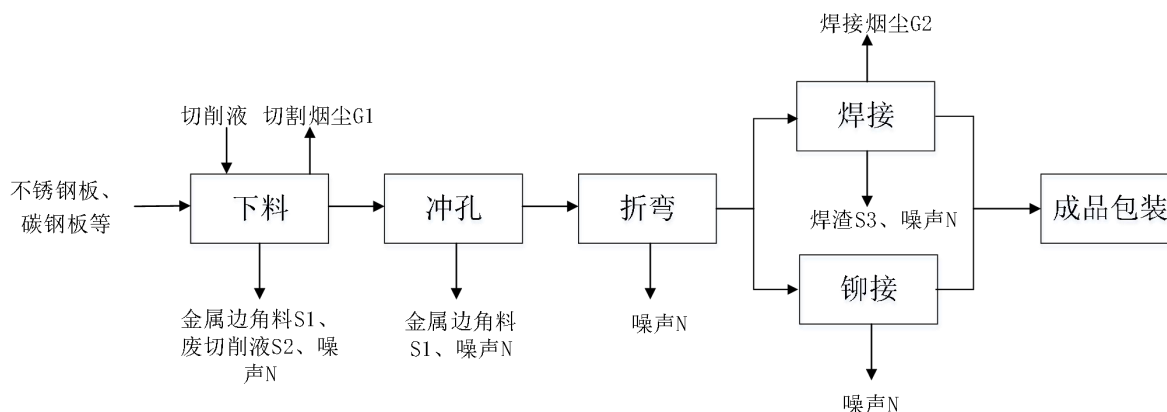 焊接烟尘G2
切削液 切割烟尘G1
焊接
不锈钢板、
碳钢板等
下料
冲孔
折弯
成品包装
焊渣S3、噪声N
铆接
金属边角料S1、
废切削液S2、噪
声N
金属边角料
S1、噪声N
噪声N
噪声N